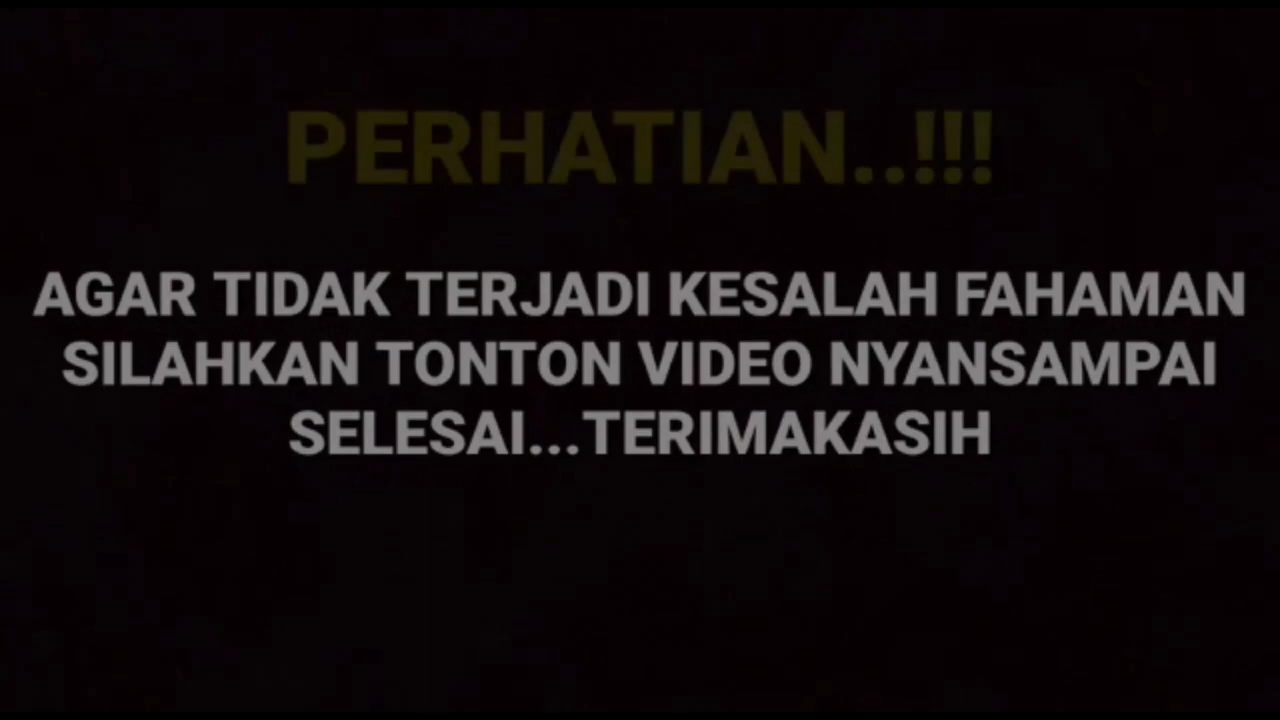 PERHATIAN..!!!
AGAR TIDAK TERJADI KESALAH FAHAMAN
SILAHKAN TONTON VIDEO NYANSAMPAI
SELESAI...TERIMAKASIH